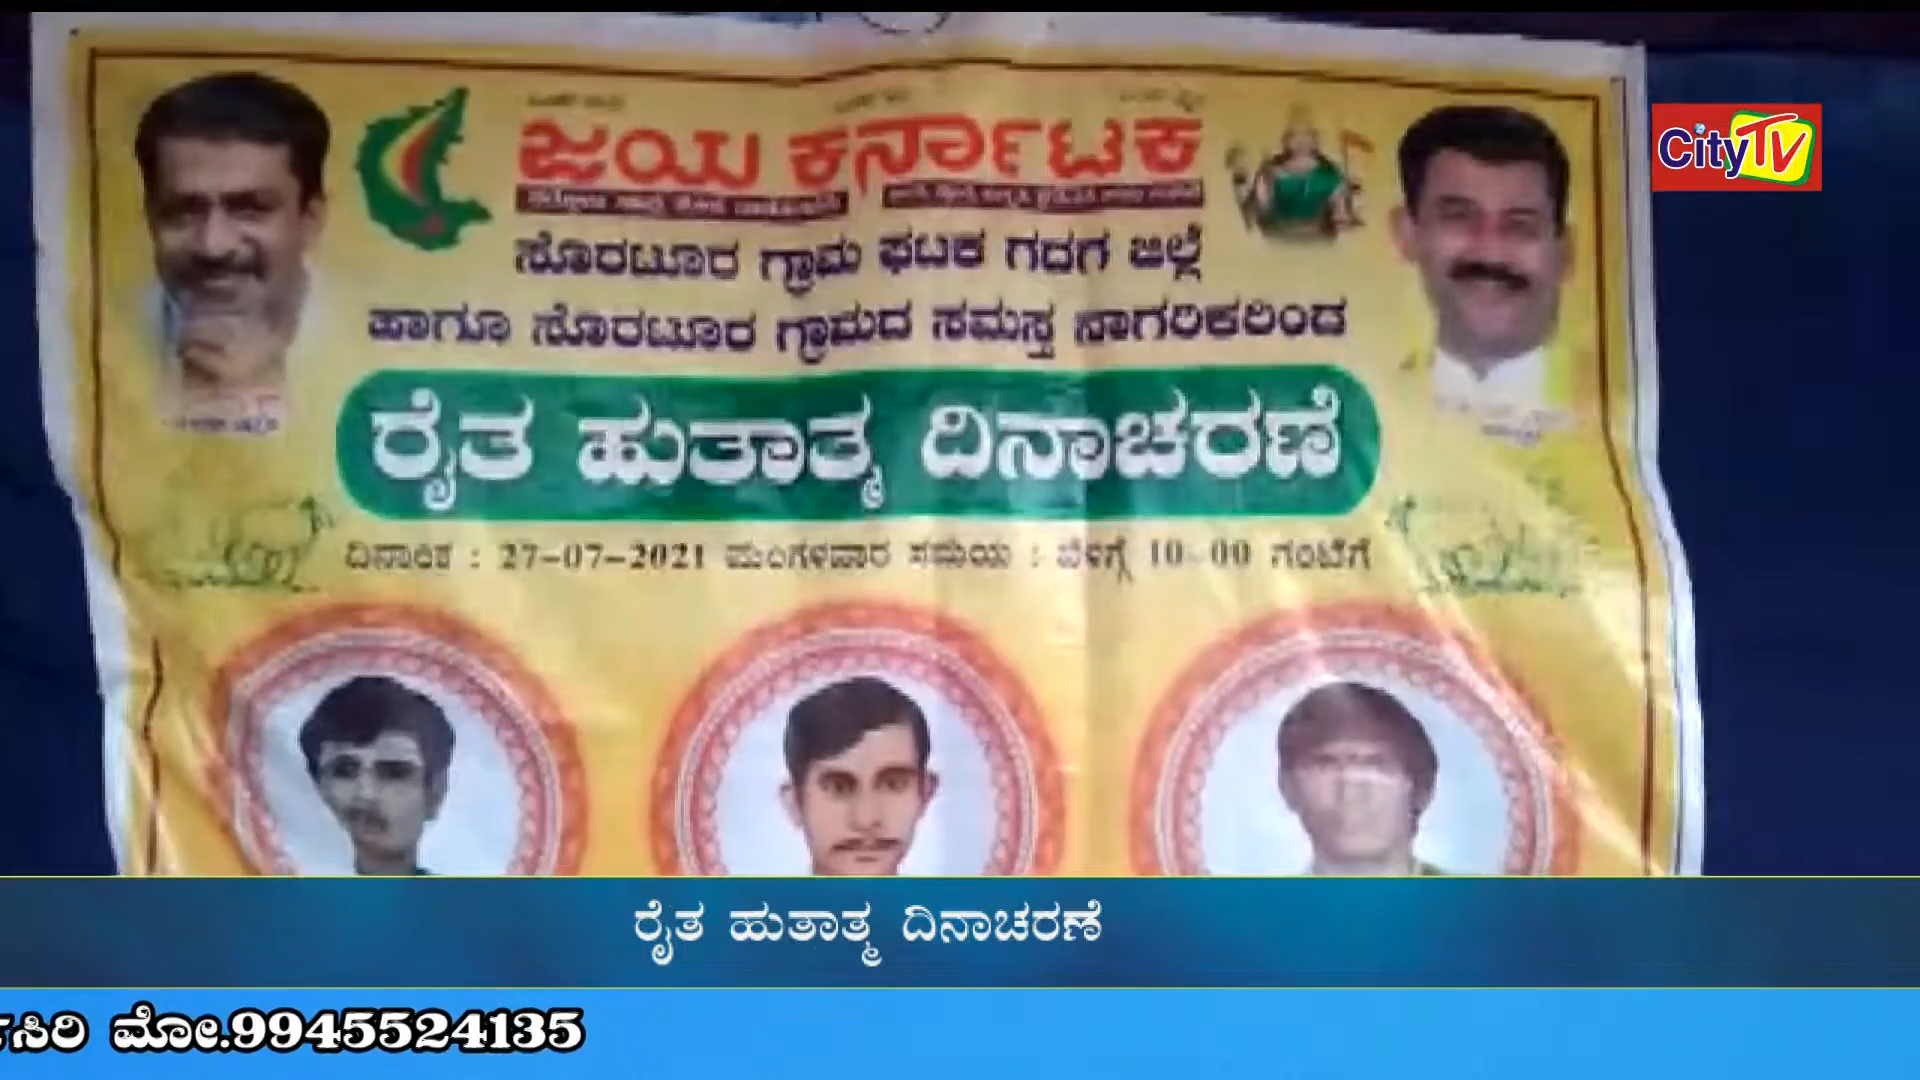 ಜಯ ಕರ್ನಾಟಕ
City TV
ಸೊರಟೂರ ಗ್ರಾಮ ಘಟಕ ಗದಗ ಜಿಲ್ಲೆ
ಹಾಗೂ ಸೊರಟೂರ ಗ್ರಾಮದ ಸಮಸ್ತ ನಾಗರಿಕರಿಂದ
ರೈತ ಹುತಾತ್ಮ ದಿನಾಚರಣೆ
ದಿನಾಂಕ : 27-07-2021 ಮಂಗಳವಾರ ಸಮಯ : ಬೆಳಿಗ್ಗೆ 10-00 ಗಂಟೆಗೆ
ರೈತ ಹುತಾತ್ಮ ದಿನಾಚರಣೆ
ಸಿರಿ ಮೋ.9945524135